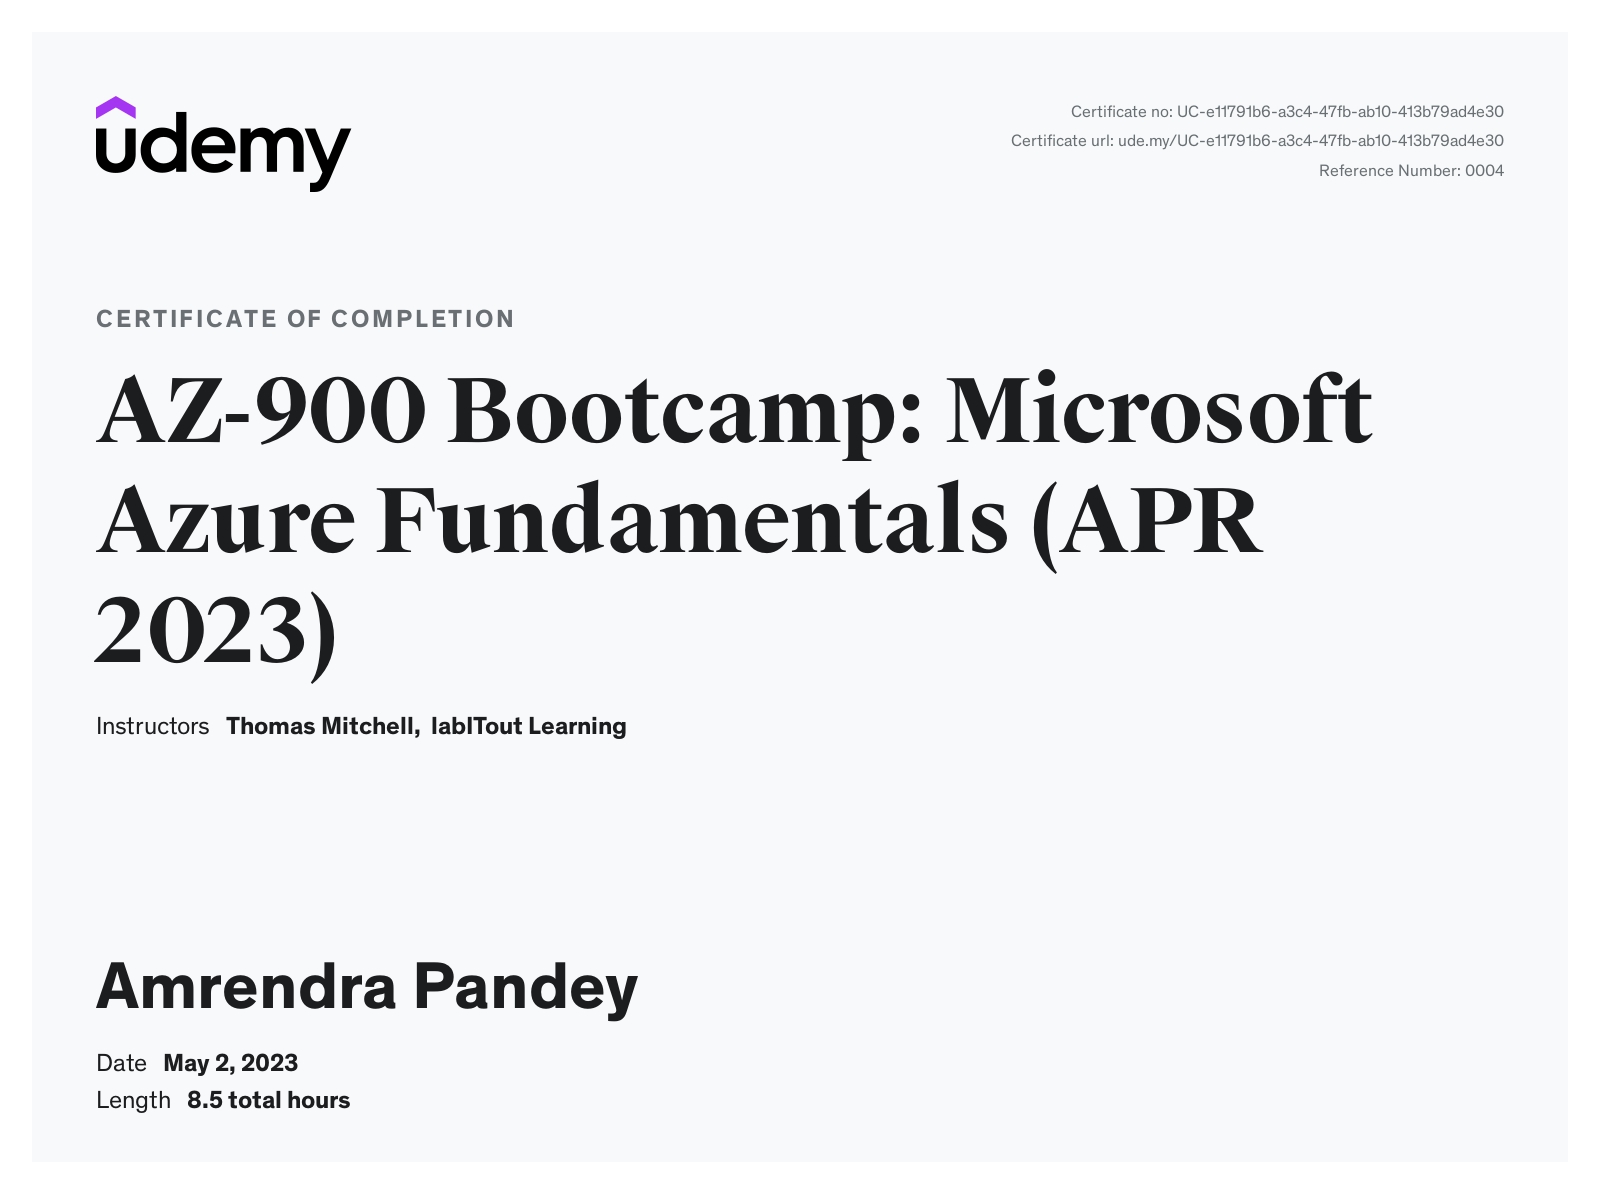 udemy
Certificate no: UC-e11791b6-a3c4-47fb-ab10-413b79ad4e30
Certificate url: ude.my/UC-e11791b6-a3c4-47fb-ab10-413b79ad4e30
Reference Number: 0004
CERTIFICATE OF COMPLETION
AZ-900 Bootcamp: Microsoft
Azure Fundamentals (APR
2023)
Instructors Thomas Mitchell, labITout Learning
Amrendra Pandey
Date May 2, 2023
Length 8.5 total hours